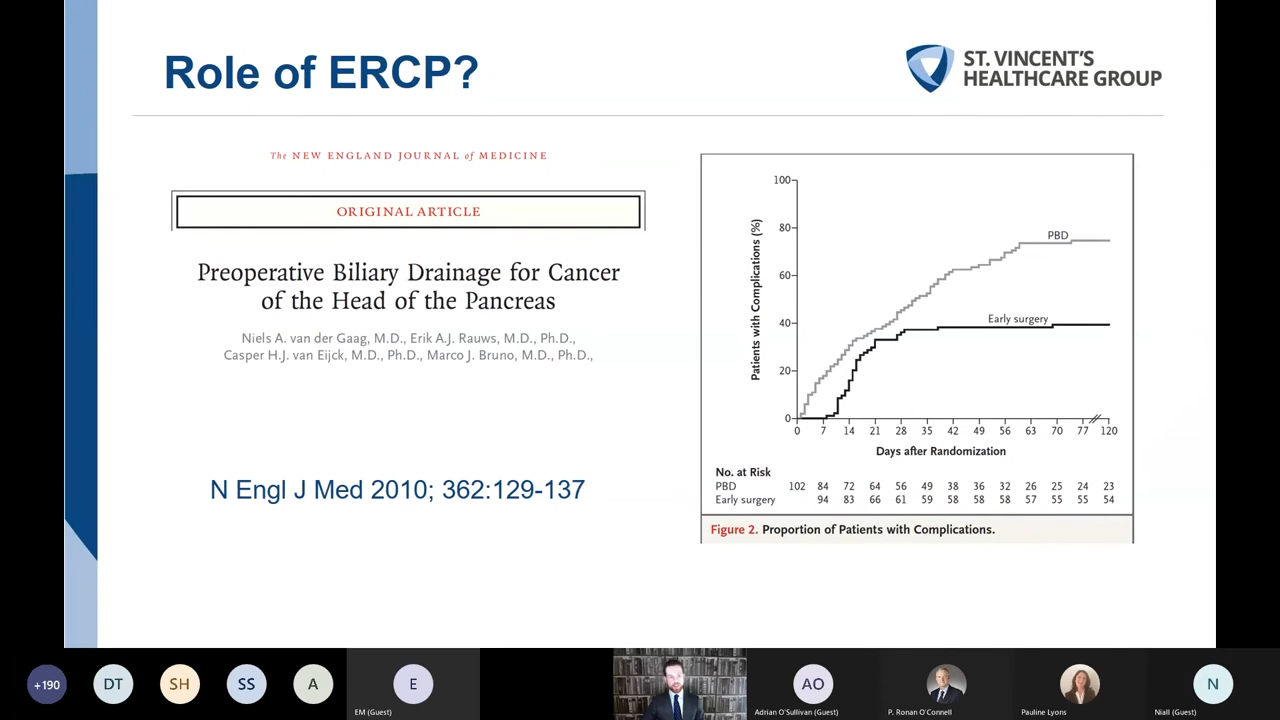 Role of ERCP?
ST. VINCENT'S
HEALTHCARE GROUP
The NEW ENGLAND JOURNAL of MEDICINE
ORIGINAL ARTICLE
Preoperative Biliary Drainage for Cancer
of the Head of the Pancreas
Niels A. van der Gaag, M.D., Erik A.J. Rauws, M.D., Ph.D.,
Casper H.J. van Eijck, M.D., Ph.D., Marco J. Bruno, M.D., Ph.D.,
N Engl J Med 2010; 362:129-137
Patients with Complications (%)
100
80
60
40
20
0
PBD
Early surgery
0 7 14 21 28 35 42 49 56 63 70 77 120
Days after Randomization
No. at Risk
PBD 102 84 72 64 56 49 38 36 32 26 25 24 23
Early surgery 94 83 66 61 59 58 58 58 57 55 55 54
Figure 2. Proportion of Patients with Complications.
+190
DT
SH
SS
A
E
EM (Guest)
AO
Adrian O'Sullivan (Guest)
P. Ronan O'Connell
Pauline Lyons
N
Niall (Guest)